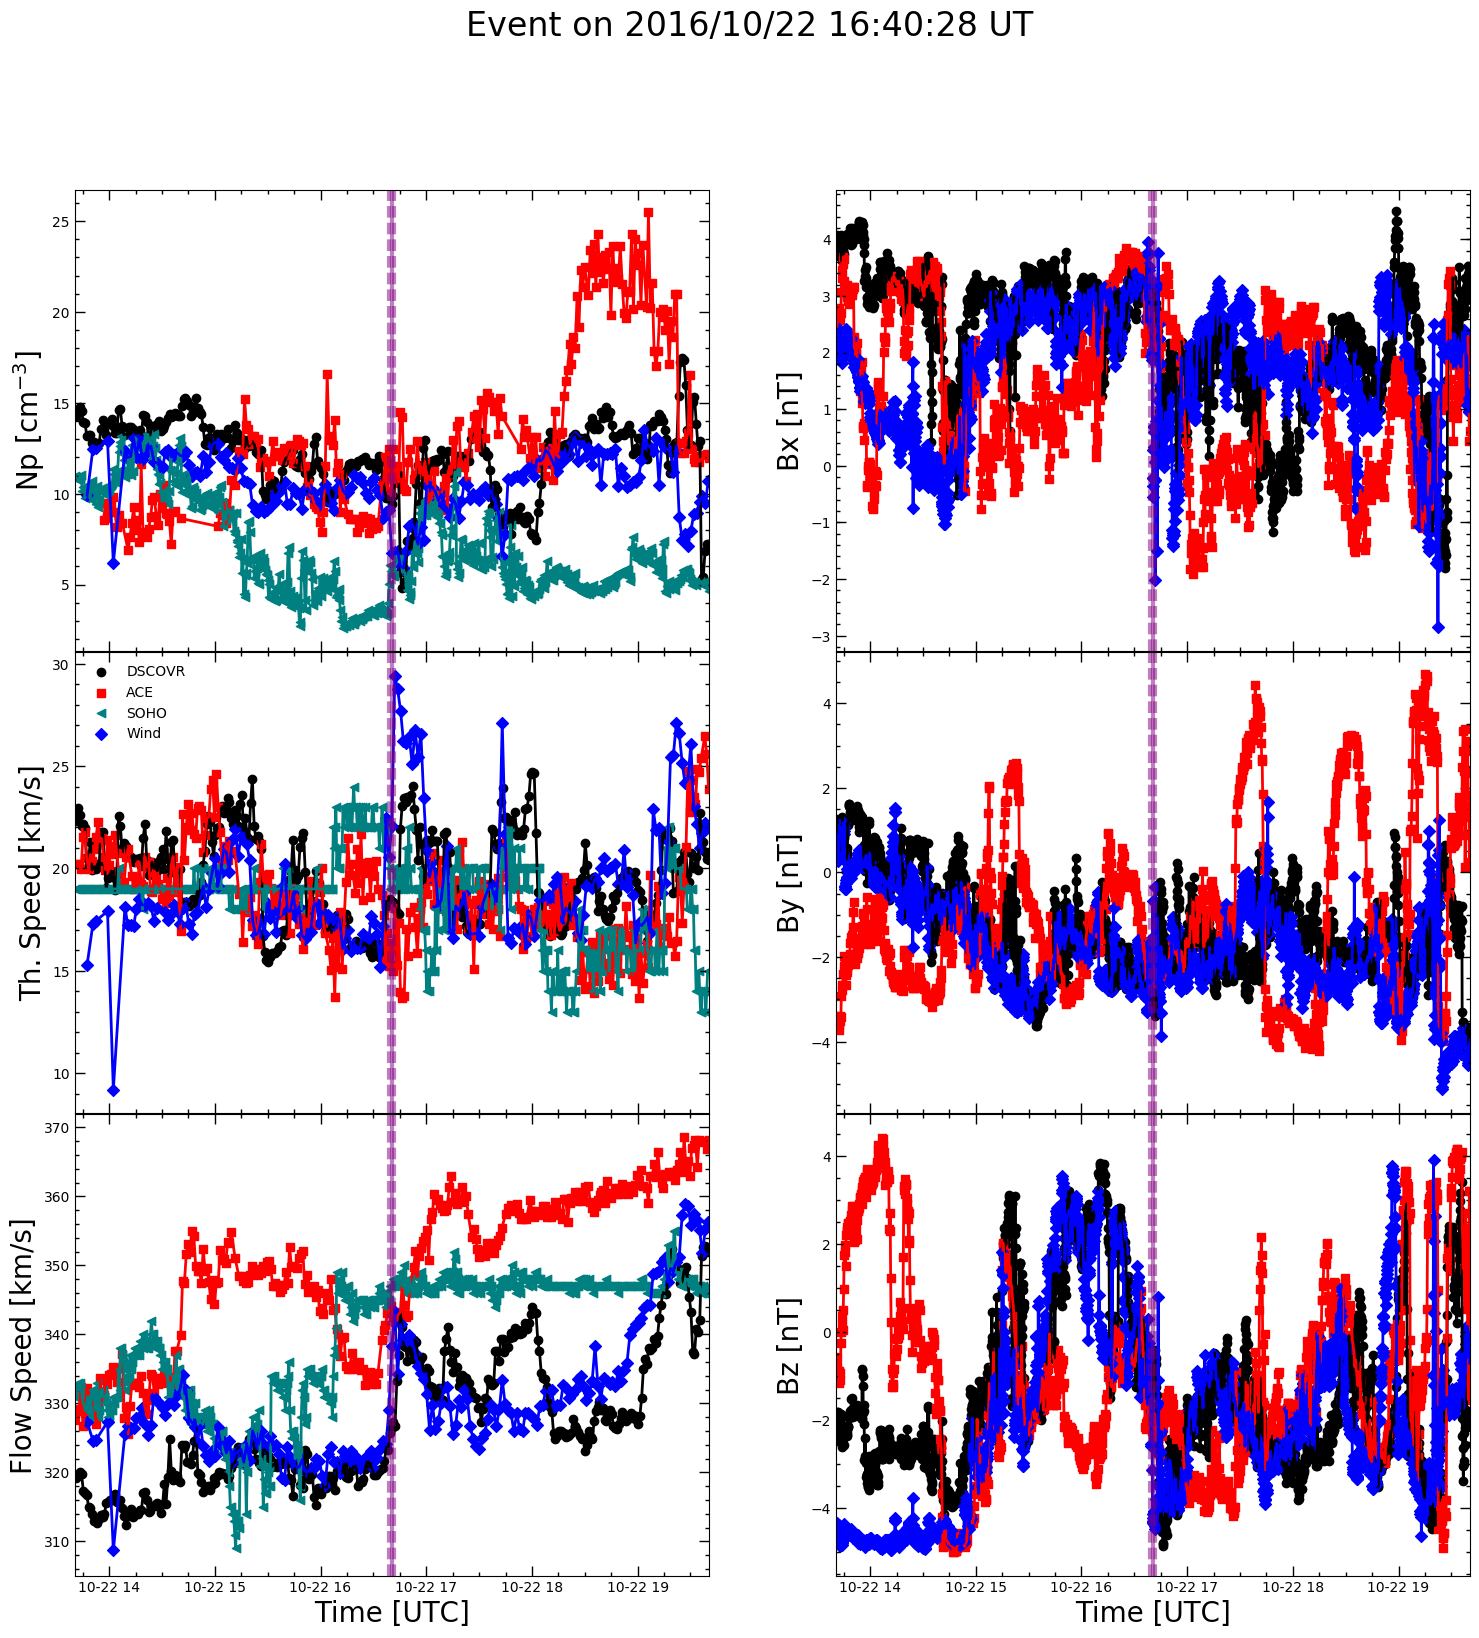 Event on 2016/10/22 16:40:28 UT
Np [cm⁻³]
25
20
15
10
5
Bx [nT]
4
3
2
1
0
−1
−2
−3
Th. Speed [km/s]
30
25
20
15
10
DSCOVR
ACE
SOHO
Wind
By [nT]
4
2
0
−2
−4
Flow Speed [km/s]
370
360
350
340
330
320
310
Bz [nT]
4
2
0
−2
−4
10-22 14 10-22 15 10-22 16 10-22 17 10-22 18 10-22 19
Time [UTC]
10-22 14 10-22 15 10-22 16 10-22 17 10-22 18 10-22 19
Time [UTC]